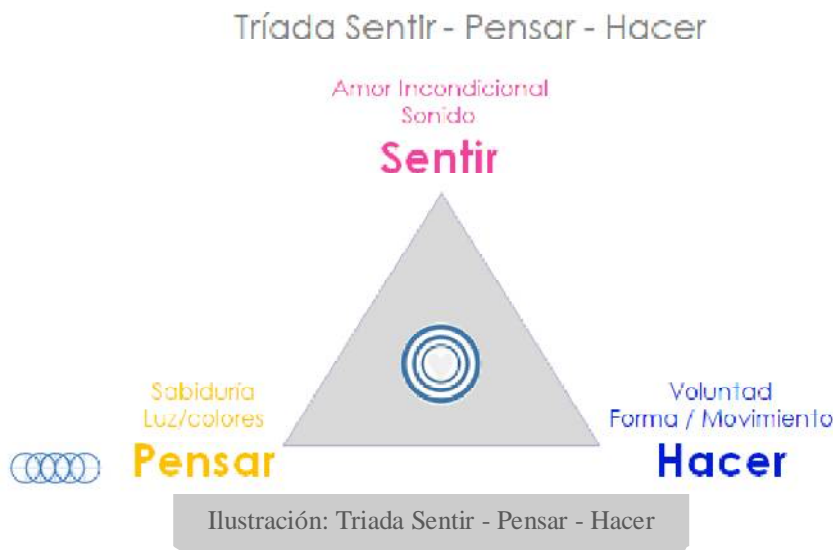 Tríada Sentir - Pensar - Hacer
Amor Incondicional
Sonido
Sentir
Sabiduría
Luz/colores
Pensar
Voluntad
Forma / Movimiento
Hacer
Ilustración: Triada Sentir - Pensar - Hacer